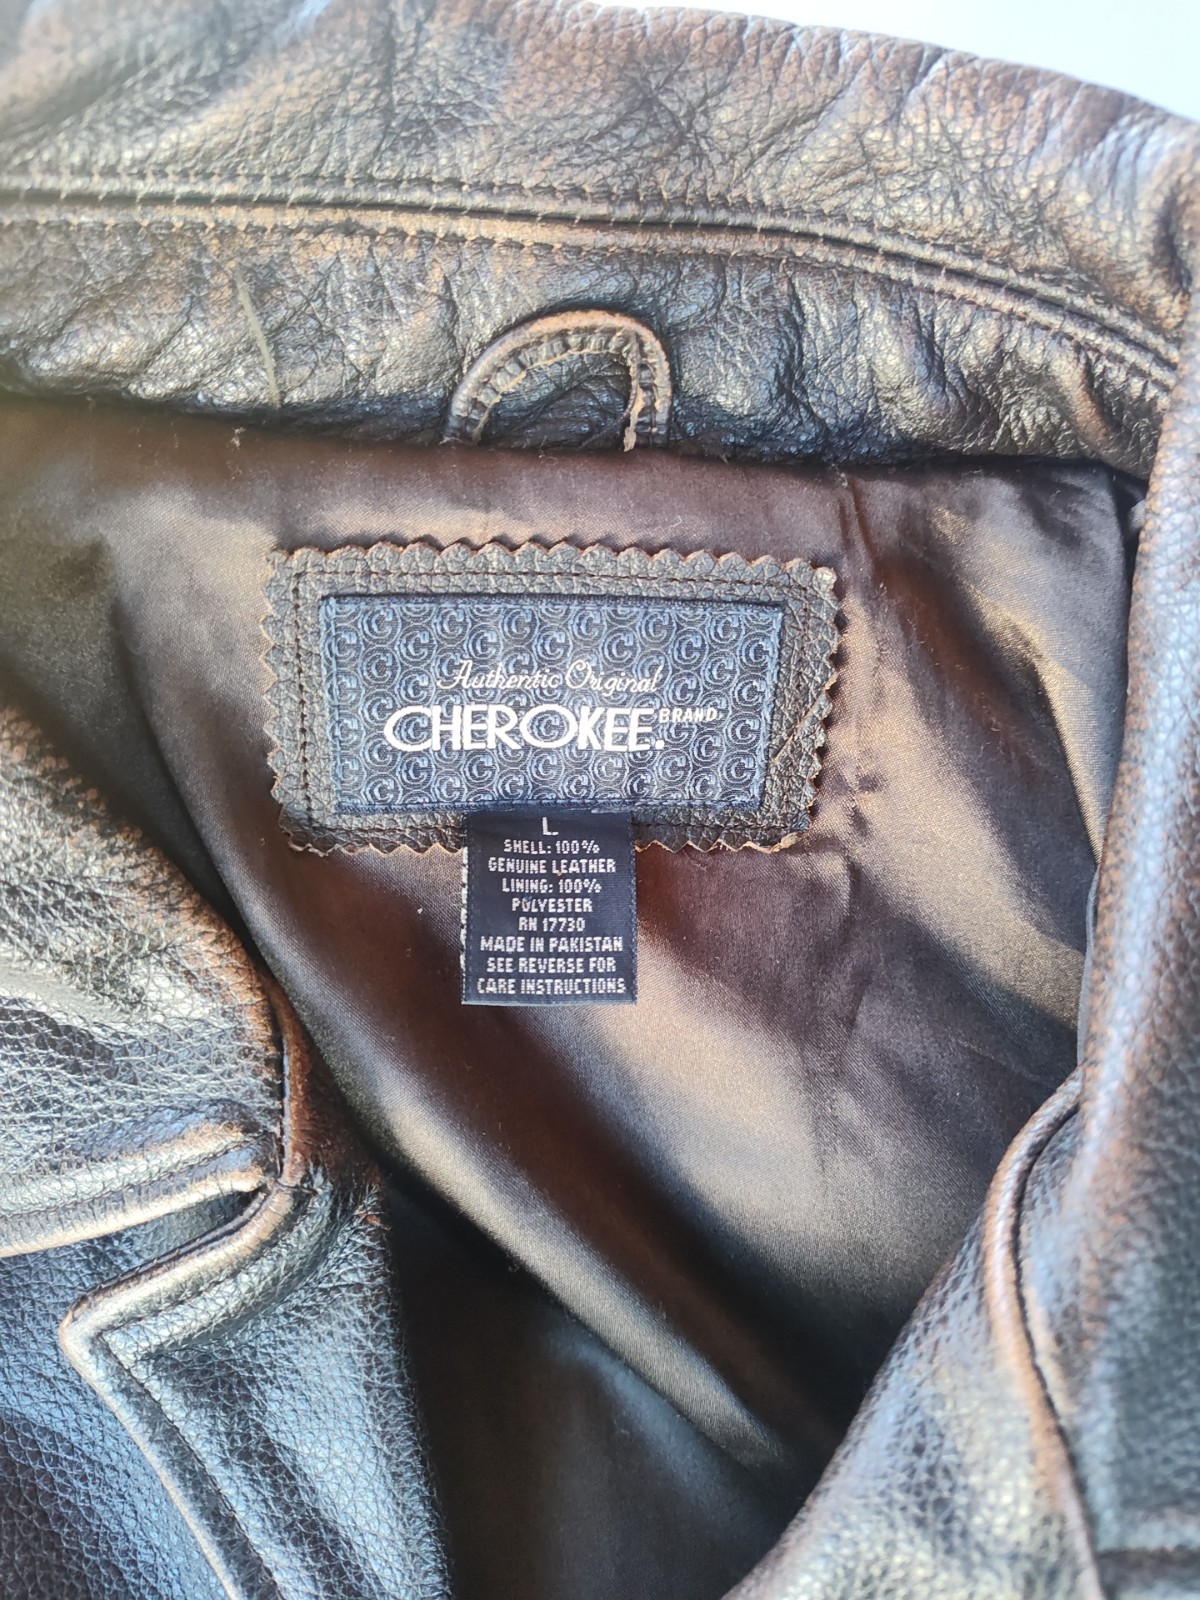 Authentic Original
CHEROKEE. BRAND
L
SHELL: 100%
GENUINE LEATHER
LINING: 100%
POLYESTER
RN 17730
MADE IN PAKISTAN
SEE REVERSE FOR
CARE INSTRUCTIONS